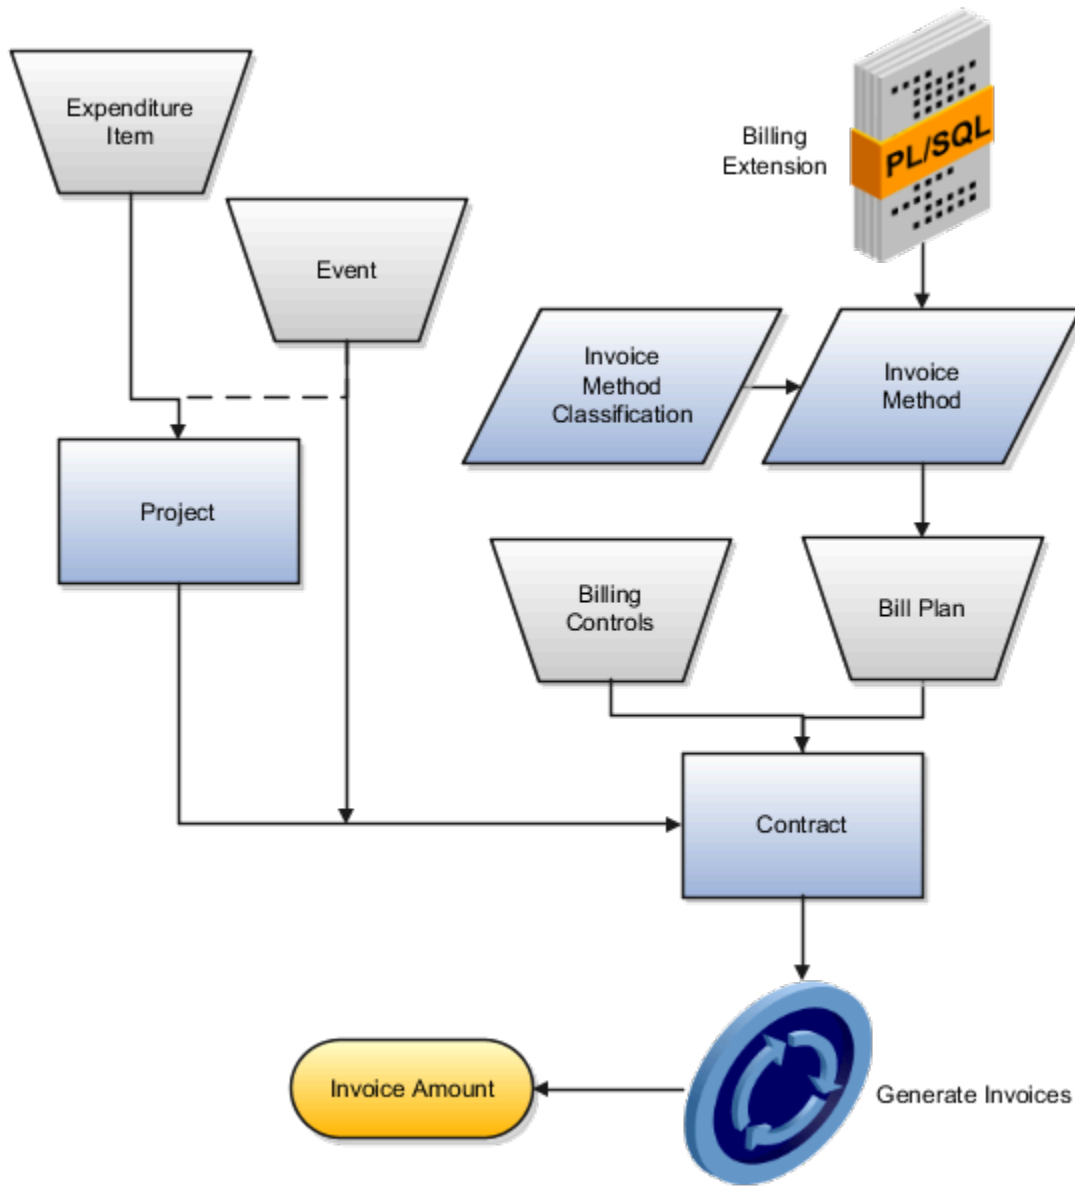 Expenditure
Item
Billing
Extension
PL/SQL
Event
Invoice
Method
Classification
Invoice
Method
Project
Billing
Controls
Bill Plan
Contract
Invoice Amount
Generate Invoices